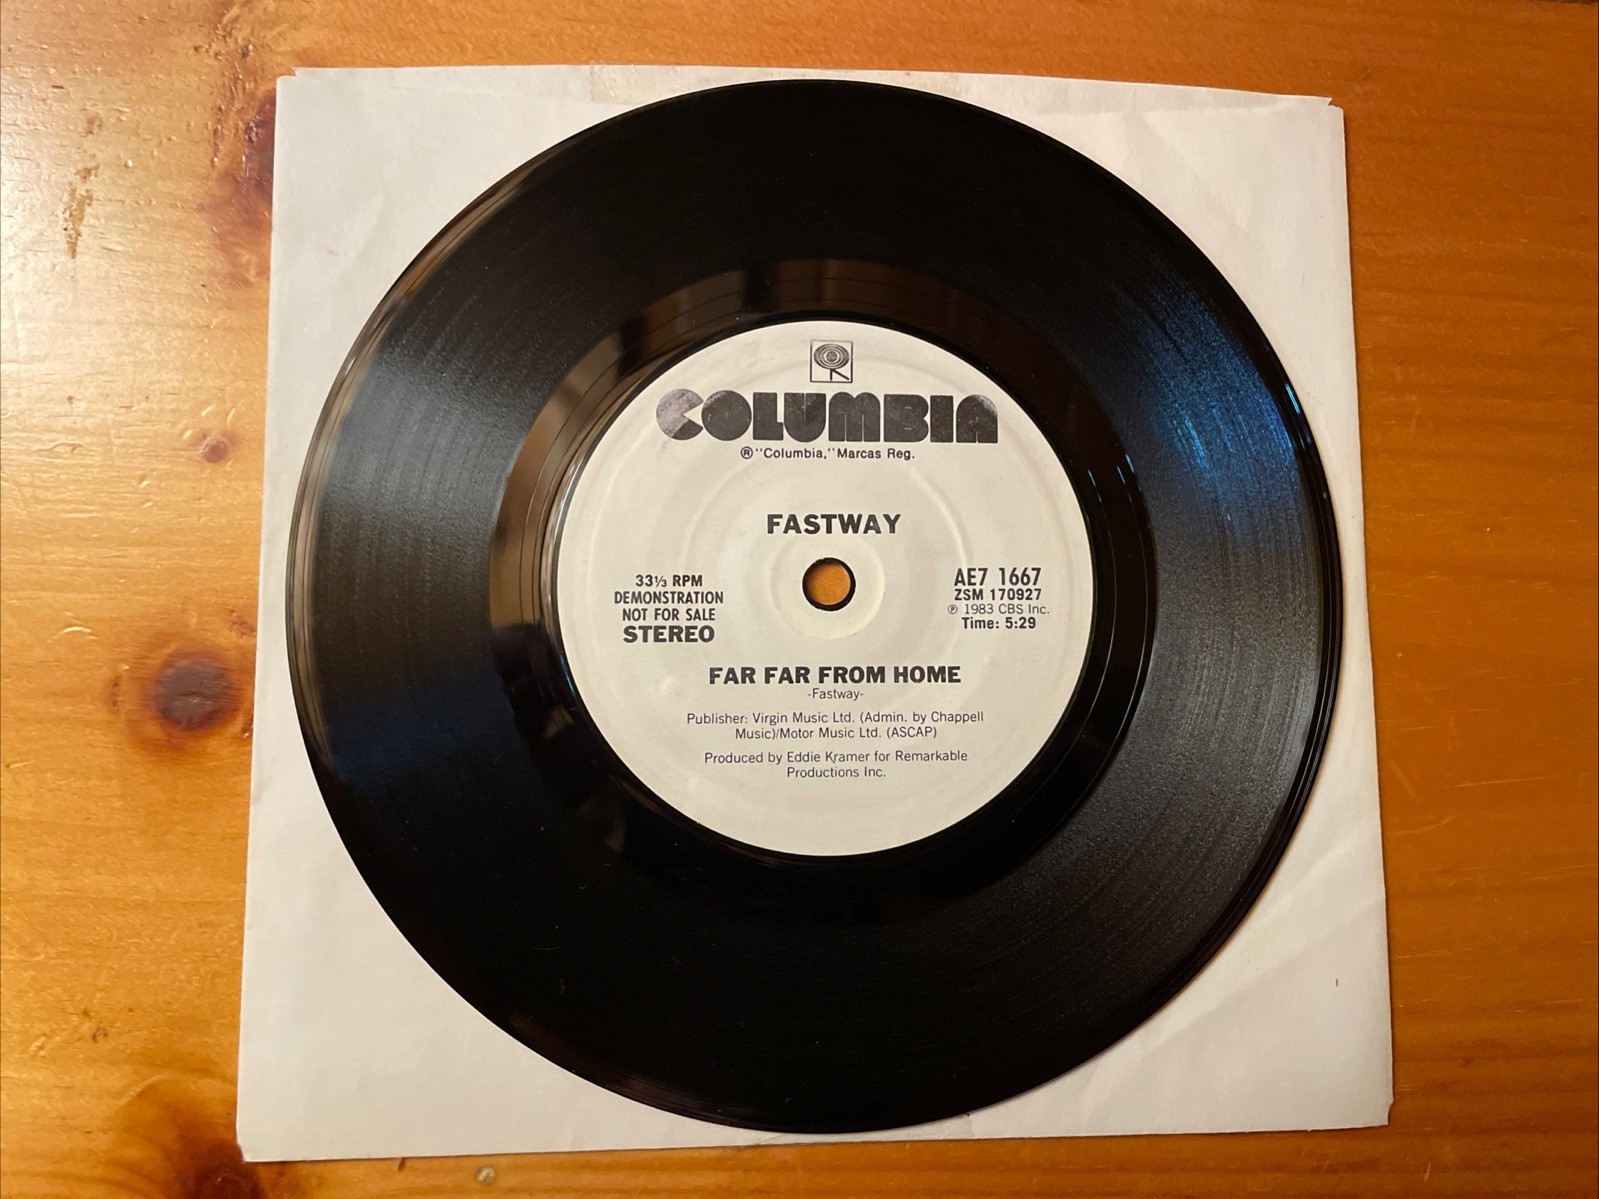 COLUMBIA
® "Columbia," Marcas Reg.
FASTWAY
33⅓ RPM
DEMONSTRATION
NOT FOR SALE
STEREO
AE7 1667
ZSM 170927
℗ 1983 CBS Inc.
Time: 5:29
FAR FAR FROM HOME
-Fastway-
Publisher: Virgin Music Ltd. (Admin. by Chappell
Music)/Motor Music Ltd. (ASCAP)
Produced by Eddie Kramer for Remarkable
Productions Inc.